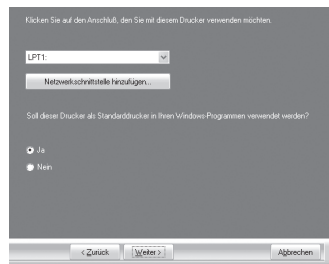 Klicken Sie auf den Anschluß, den Sie mit diesem Drucker verwenden möchten.
LPT1:
Netzwerkschnittstelle hinzufügen...
Soll dieser Drucker als Standarddrucker in Ihren Windows-Programmen verwendet werden?
Ja
Nein
< Zurück Weiter > Abbrechen